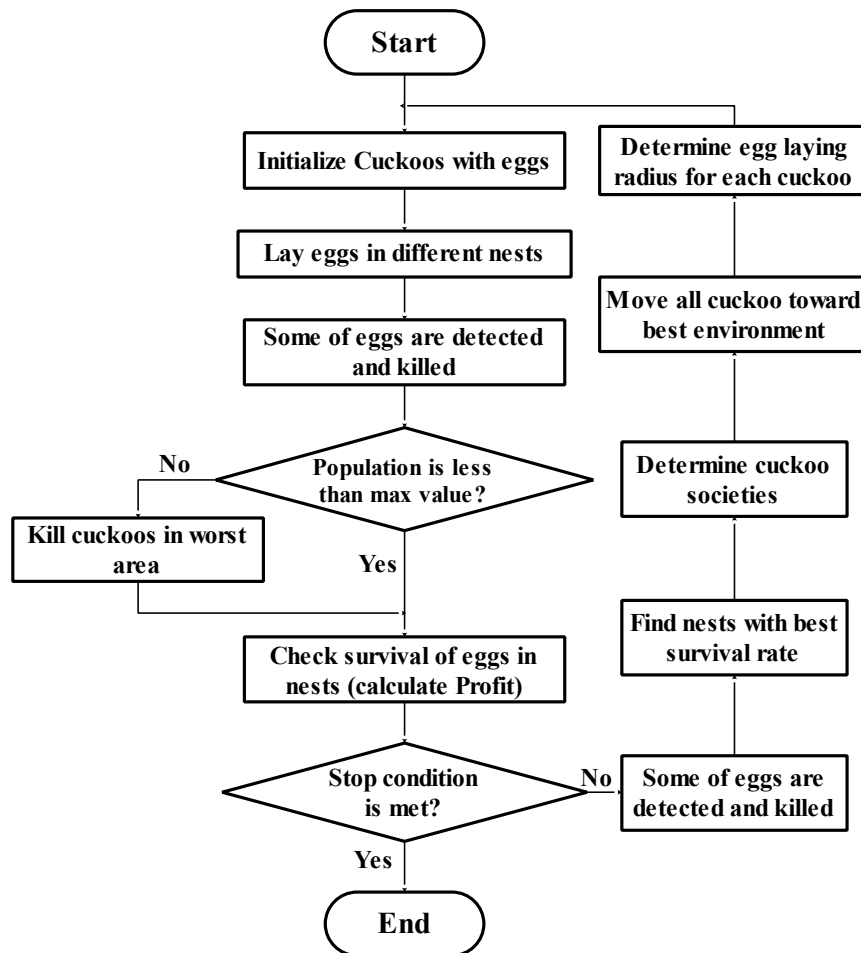 Start
Initialize Cuckoos with eggs
Lay eggs in different nests
Some of eggs are detected
and killed
Population is less
than max value?
No
Kill cuckoos in worst
area
Yes
Check survival of eggs in
nests (calculate Profit)
Stop condition
is met?
No
Yes
End
Some of eggs are
detected and killed
Find nests with best
survival rate
Determine cuckoo
societies
Move all cuckoo toward
best environment
Determine egg laying
radius for each cuckoo